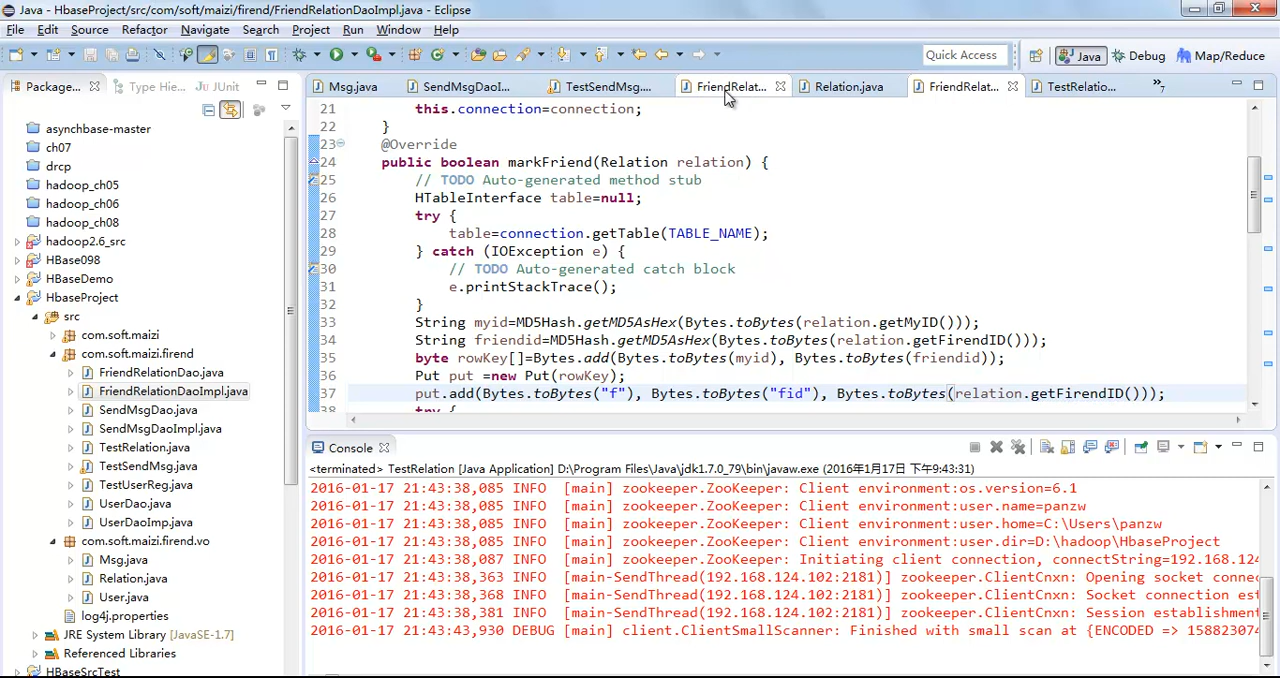 Java - HbaseProject/src/com/soft/maizi/firend/FriendRelationDaoImpl.java - Eclipse
File Edit Source Refactor Navigate Search Project Run Window Help
Quick Access Java Debug Map/Reduce
Package... Type Hie... JUnit
Msg.java SendMsgDaoI... TestSendMsg.... FriendRelat... Relation.java FriendRelat... TestRelatio... »7
asynchbase-master
ch07
drcp
hadoop_ch05
hadoop_ch06
hadoop_ch08
hadoop2.6_src
HBase098
HBaseDemo
HbaseProject
src
com.soft.maizi
com.soft.maizi.firend
FriendRelationDao.java
FriendRelationDaoImpl.java
SendMsgDao.java
SendMsgDaoImpl.java
TestRelation.java
TestSendMsg.java
TestUserReg.java
UserDao.java
UserDaoImp.java
com.soft.maizi.firend.vo
Msg.java
Relation.java
User.java
log4j.properties
JRE System Library [JavaSE-1.7]
Referenced Libraries
HBaseSrcTest
21 this.connection=connection;
22 }
23 @Override
24 public boolean markFriend(Relation relation) {
25 // TODO Auto-generated method stub
26 HTableInterface table=null;
27 try {
28 table=connection.getTable(TABLE_NAME);
29 } catch (IOException e) {
30 // TODO Auto-generated catch block
31 e.printStackTrace();
32 }
33 String myid=MD5Hash.getMD5AsHex(Bytes.toBytes(relation.getMyID()));
34 String friendid=MD5Hash.getMD5AsHex(Bytes.toBytes(relation.getFirendID()));
35 byte rowKey[]=Bytes.add(Bytes.toBytes(myid), Bytes.toBytes(friendid));
36 Put put =new Put(rowKey);
37 put.add(Bytes.toBytes("f"), Bytes.toBytes("fid"), Bytes.toBytes(relation.getFirendID()));
38 try {
Console
<terminated> TestRelation [Java Application] D:\Program Files\Java\jdk1.7.0_79\bin\javaw.exe (2016年1月17日 下午9:43:31)
2016-01-17 21:43:38,085 INFO [main] zookeeper.ZooKeeper: Client environment:os.version=6.1
2016-01-17 21:43:38,085 INFO [main] zookeeper.ZooKeeper: Client environment:user.name=panzw
2016-01-17 21:43:38,085 INFO [main] zookeeper.ZooKeeper: Client environment:user.home=C:\Users\panzw
2016-01-17 21:43:38,085 INFO [main] zookeeper.ZooKeeper: Client environment:user.dir=D:\hadoop\HbaseProject
2016-01-17 21:43:38,087 INFO [main] zookeeper.ZooKeeper: Initiating client connection, connectString=192.168.124
2016-01-17 21:43:38,363 INFO [main-SendThread(192.168.124.102:2181)] zookeeper.ClientCnxn: Opening socket connec
2016-01-17 21:43:38,368 INFO [main-SendThread(192.168.124.102:2181)] zookeeper.ClientCnxn: Socket connection est
2016-01-17 21:43:38,381 INFO [main-SendThread(192.168.124.102:2181)] zookeeper.ClientCnxn: Session establishment
2016-01-17 21:43:43,930 DEBUG [main] client.ClientSmallScanner: Finished with small scan at {ENCODED => 158823074